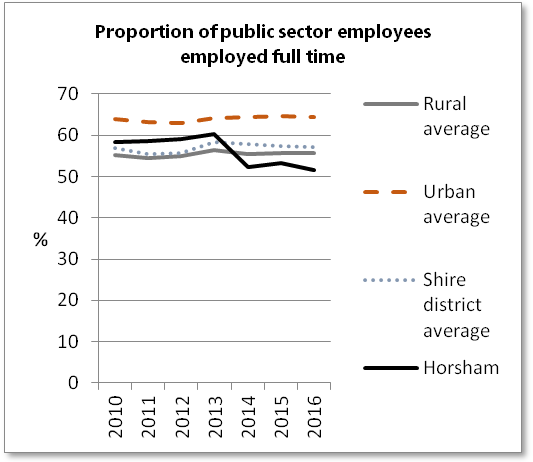 Proportion of public sector employees
employed full time
70
60
50
40
30
20
10
0
%
2010
2011
2012
2013
2014
2015
2016
Rural
average
Urban
average
Shire
district
average
Horsham